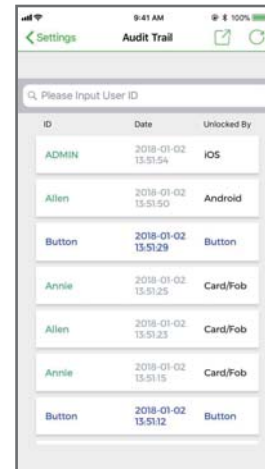 9:41 AM 100%
Settings Audit Trail
Please Input User ID
ID Date Unlocked By
ADMIN 2018-01-02 13:51:54 iOS
Allen 2018-01-02 13:51:50 Android
Button 2018-01-02 13:51:29 Button
Annie 2018-01-02 13:51:25 Card/Fob
Allen 2018-01-02 13:51:23 Card/Fob
Annie 2018-01-02 13:51:15 Card/Fob
Button 2018-01-02 13:51:12 Button